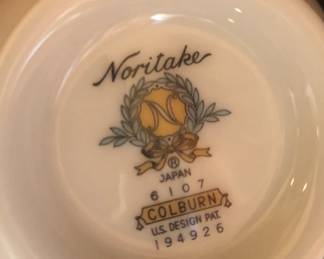 Noritake
N
®
JAPAN
6107
COLBURN
U.S. DESIGN PAT.
194926